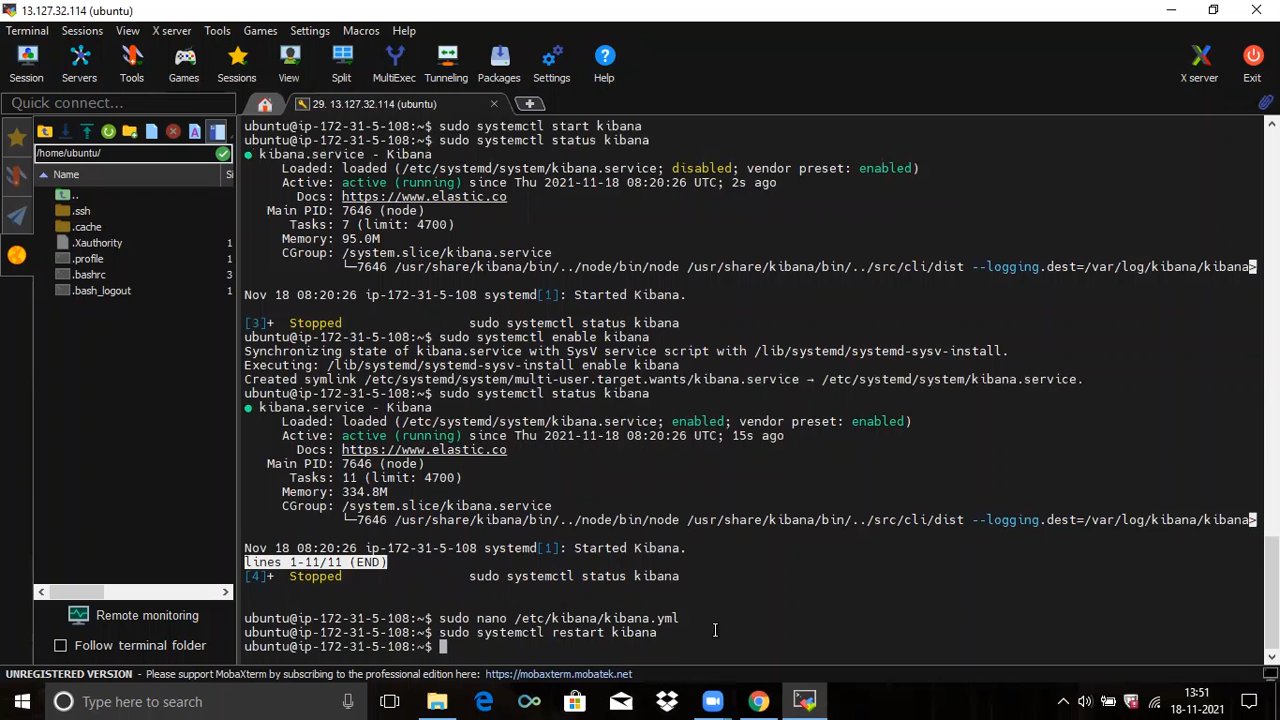 13.127.32.114 (ubuntu)
Terminal Sessions View X server Tools Games Settings Macros Help
Session Servers Tools Games Sessions View Split MultiExec Tunneling Packages Settings Help X server Exit
Quick connect...
29. 13.127.32.114 (ubuntu)
/home/ubuntu/
Name Si
..
.ssh
.cache
.Xauthority 1
.profile 1
.bashrc 3
.bash_logout 1
Remote monitoring
Follow terminal folder
ubuntu@ip-172-31-5-108:~$ sudo systemctl start kibana
ubuntu@ip-172-31-5-108:~$ sudo systemctl status kibana
● kibana.service - Kibana
Loaded: loaded (/etc/systemd/system/kibana.service; disabled; vendor preset: enabled)
Active: active (running) since Thu 2021-11-18 08:20:26 UTC; 2s ago
Docs: https://www.elastic.co
Main PID: 7646 (node)
Tasks: 7 (limit: 4700)
Memory: 95.0M
CGroup: /system.slice/kibana.service
└─7646 /usr/share/kibana/bin/../node/bin/node /usr/share/kibana/bin/../src/cli/dist --logging.dest=/var/log/kibana/kibana>
Nov 18 08:20:26 ip-172-31-5-108 systemd[1]: Started Kibana.
[3]+ Stopped sudo systemctl status kibana
ubuntu@ip-172-31-5-108:~$ sudo systemctl enable kibana
Synchronizing state of kibana.service with SysV service script with /lib/systemd/systemd-sysv-install.
Executing: /lib/systemd/systemd-sysv-install enable kibana
Created symlink /etc/systemd/system/multi-user.target.wants/kibana.service → /etc/systemd/system/kibana.service.
ubuntu@ip-172-31-5-108:~$ sudo systemctl status kibana
● kibana.service - Kibana
Loaded: loaded (/etc/systemd/system/kibana.service; enabled; vendor preset: enabled)
Active: active (running) since Thu 2021-11-18 08:20:26 UTC; 15s ago
Docs: https://www.elastic.co
Main PID: 7646 (node)
Tasks: 11 (limit: 4700)
Memory: 334.8M
CGroup: /system.slice/kibana.service
└─7646 /usr/share/kibana/bin/../node/bin/node /usr/share/kibana/bin/../src/cli/dist --logging.dest=/var/log/kibana/kibana>
Nov 18 08:20:26 ip-172-31-5-108 systemd[1]: Started Kibana.
lines 1-11/11 (END)
[4]+ Stopped sudo systemctl status kibana
ubuntu@ip-172-31-5-108:~$ sudo nano /etc/kibana/kibana.yml
ubuntu@ip-172-31-5-108:~$ sudo systemctl restart kibana
ubuntu@ip-172-31-5-108:~$
UNREGISTERED VERSION - Please support MobaXterm by subscribing to the professional edition here: https://mobaxterm.mobatek.net
Type here to search
13:51
18-11-2021